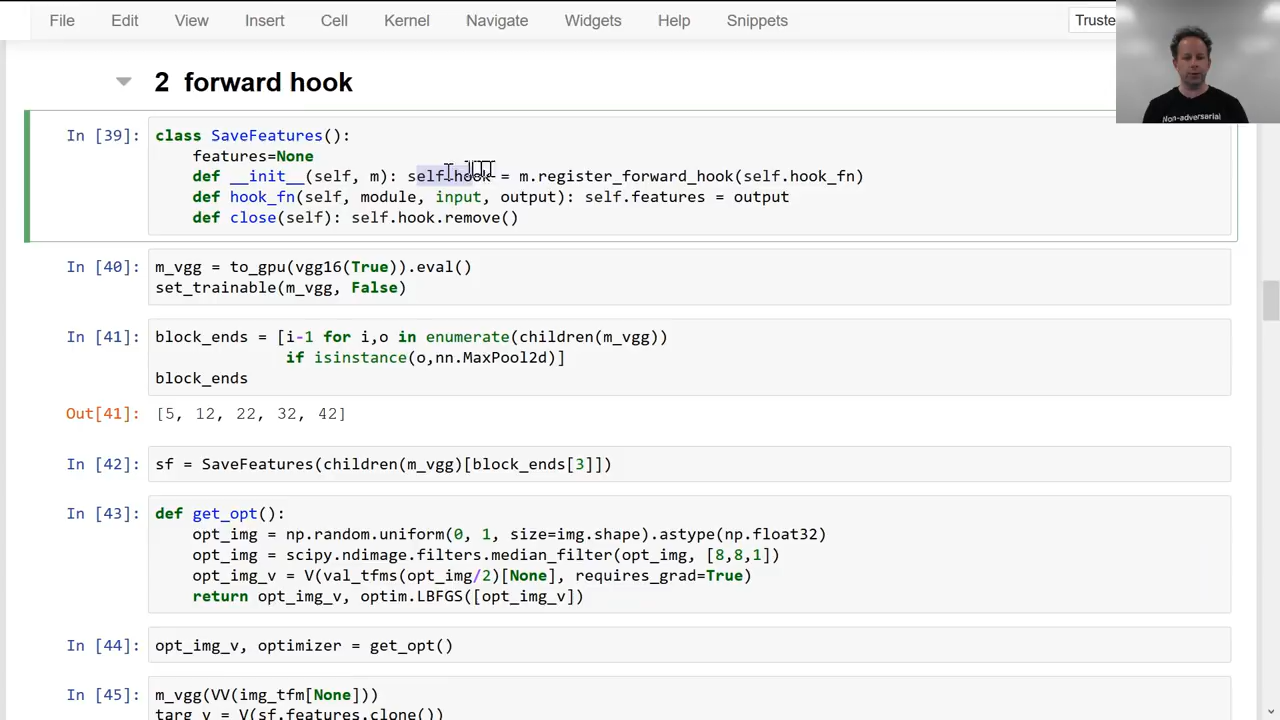 File Edit View Insert Cell Kernel Navigate Widgets Help Snippets Truste
2 forward hook
In [39]: class SaveFeatures():
features=None
def __init__(self, m): self.hook = m.register_forward_hook(self.hook_fn)
def hook_fn(self, module, input, output): self.features = output
def close(self): self.hook.remove()
In [40]: m_vgg = to_gpu(vgg16(True)).eval()
set_trainable(m_vgg, False)
In [41]: block_ends = [i-1 for i,o in enumerate(children(m_vgg))
if isinstance(o,nn.MaxPool2d)]
block_ends
Out[41]: [5, 12, 22, 32, 42]
In [42]: sf = SaveFeatures(children(m_vgg)[block_ends[3]])
In [43]: def get_opt():
opt_img = np.random.uniform(0, 1, size=img.shape).astype(np.float32)
opt_img = scipy.ndimage.filters.median_filter(opt_img, [8,8,1])
opt_img_v = V(val_tfms(opt_img/2)[None], requires_grad=True)
return opt_img_v, optim.LBFGS([opt_img_v])
In [44]: opt_img_v, optimizer = get_opt()
In [45]: m_vgg(VV(img_tfm[None]))
targ_v = V(sf.features.clone())
Non-adversarial